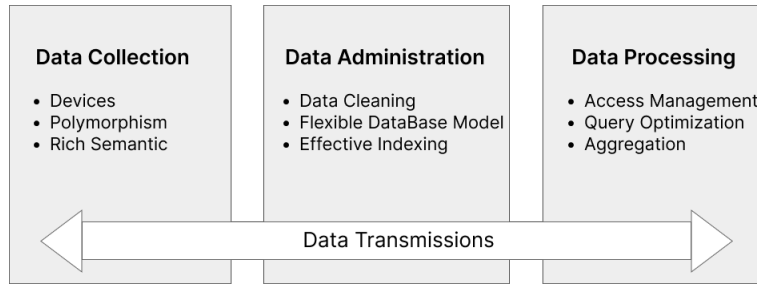 Data Collection
• Devices
• Polymorphism
• Rich Semantic
Data Administration
• Data Cleaning
• Flexible DataBase Model
• Effective Indexing
Data Processing
• Access Management
• Query Optimization
• Aggregation
Data Transmissions